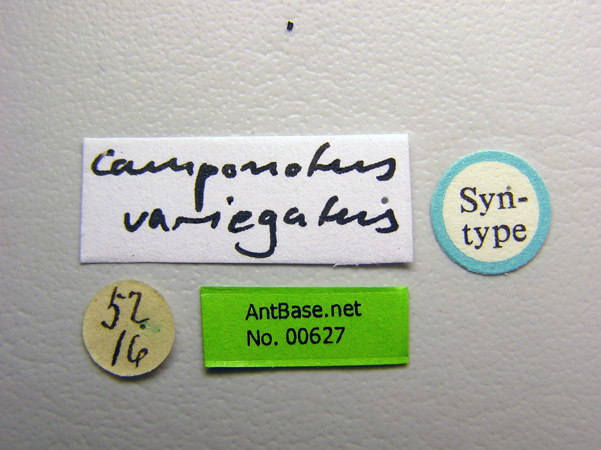 camponotus
variegatus
Syn-
type
52
16
AntBase.net
No. 00627